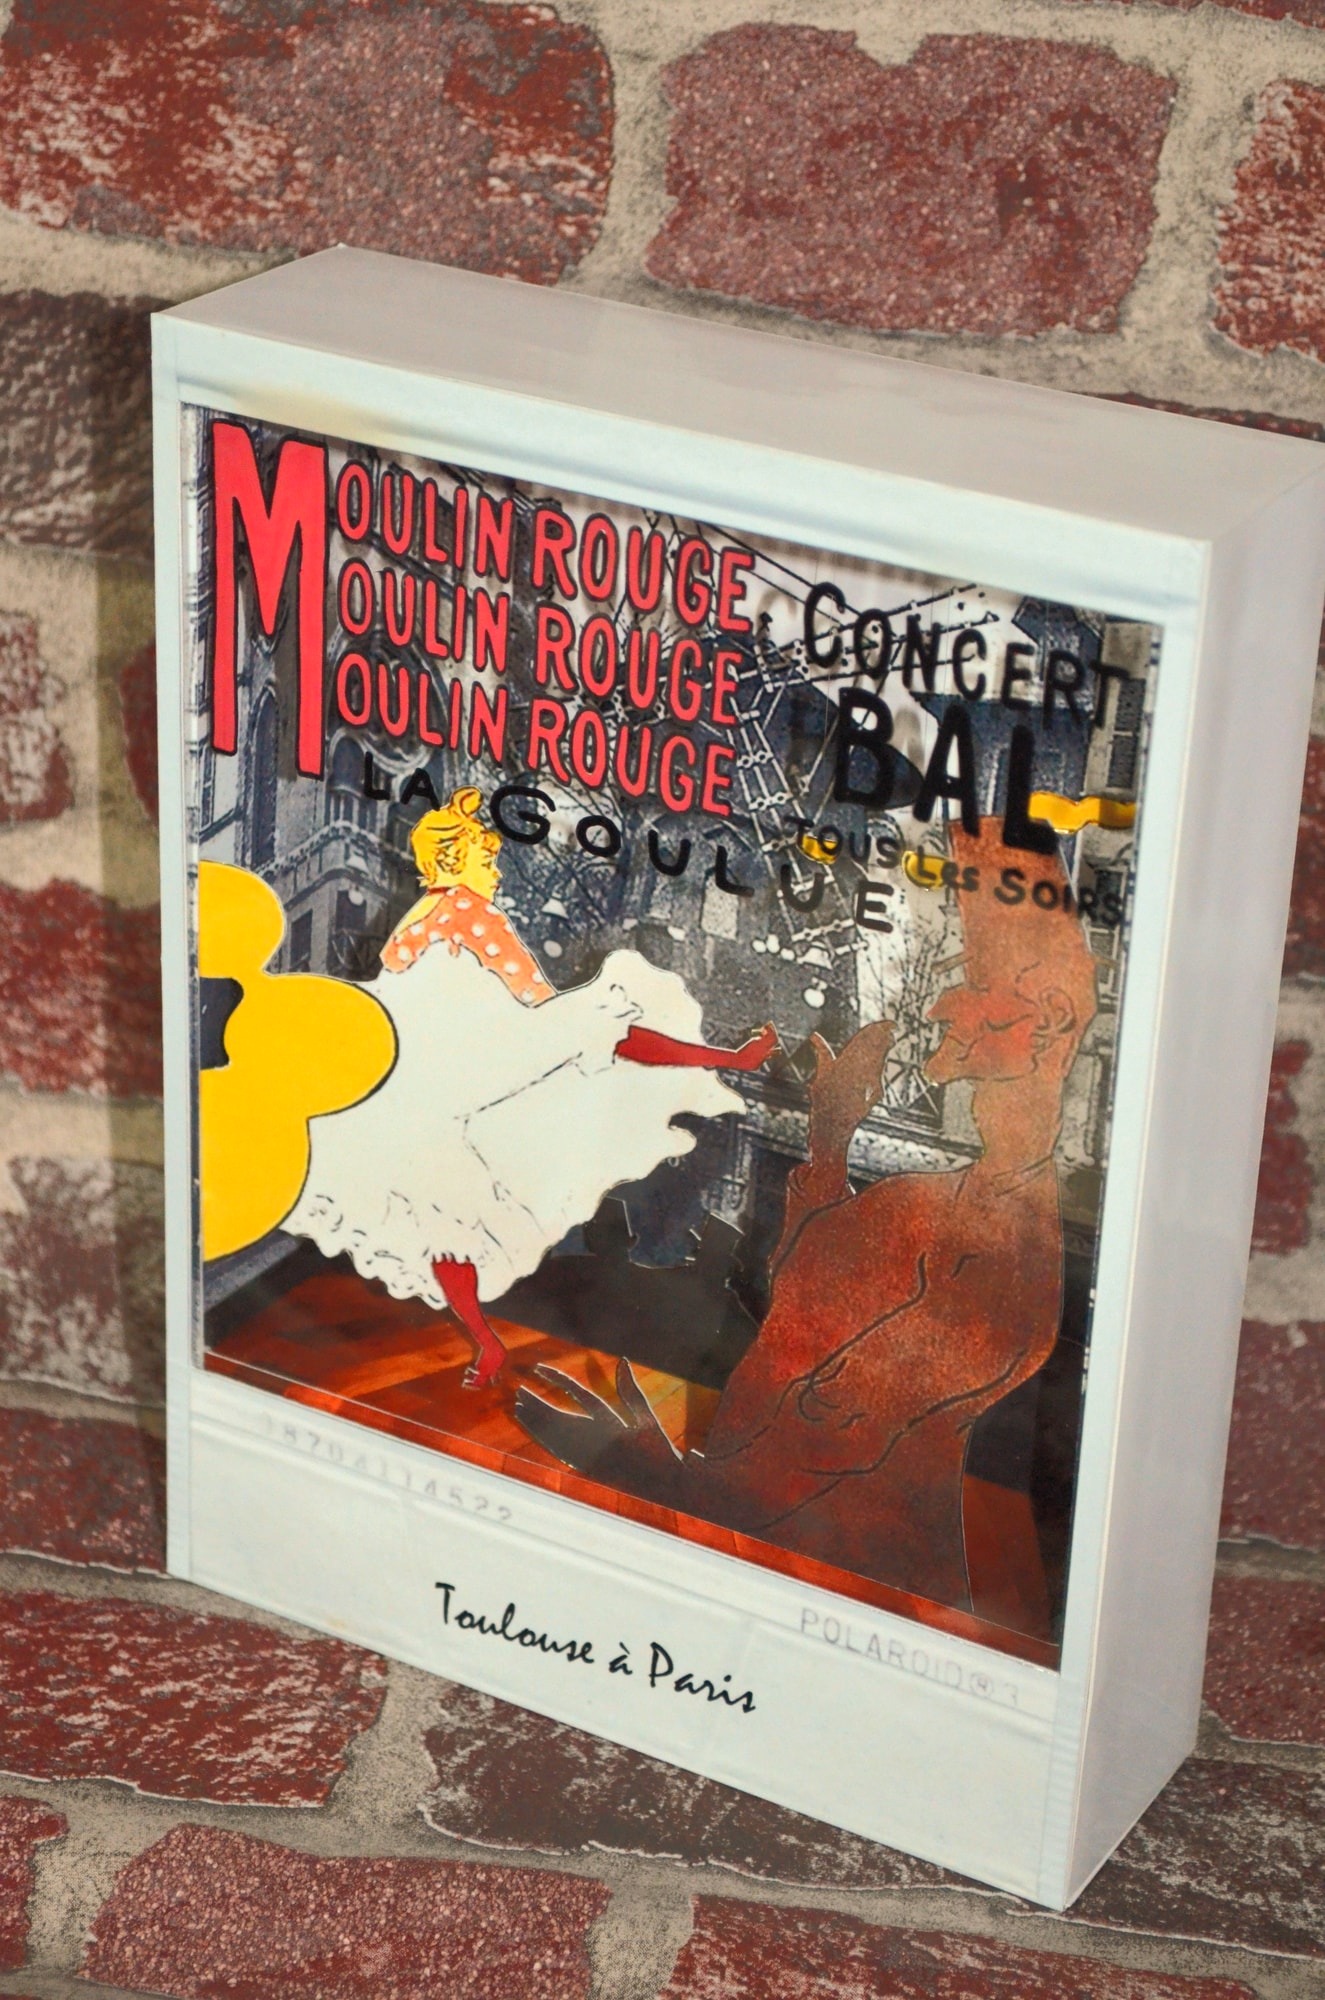 MOULIN ROUGE
OULIN ROUGE
OULIN ROUGE
LA GOULUE
CONCERT
BAL
TOUS Les SOIRS
Toulouse à Paris
POLAROID®